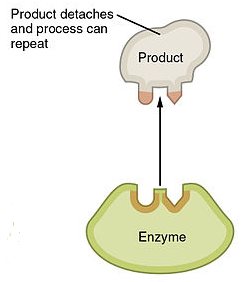 Product detaches
and process can
repeat
Product
Enzyme